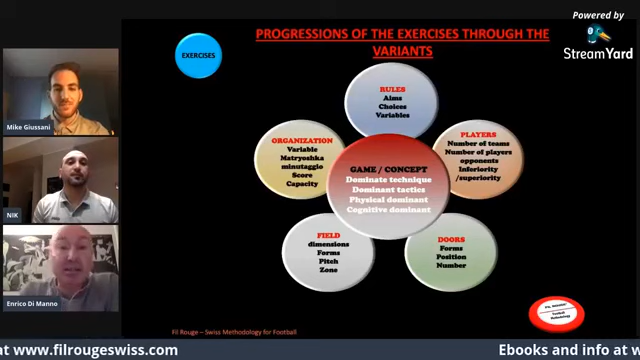 PROGRESSIONS OF THE EXERCISES THROUGH THE
VARIANTS
EXERCISES
Powered by
StreamYard
Mike Giussani
NIK
Enrico Di Manno
RULES
Aims
Choices
Variables
ORGANIZATION
Variable
Matryoshka
minutaggio
Score
Capacity
PLAYERS
Number of teams
Number of players
opponents
Inferiority
/superiority
GAME / CONCEPT
Dominate technique
Dominant tactics
Physical dominant
Cognitive dominant
FIELD
dimensions
Forms
Pitch
Zone
DOORS
Forms
Position
Number
Fil Rouge – Swiss Methodology for Football
at www.filrougeswiss.com
Ebooks and info at w